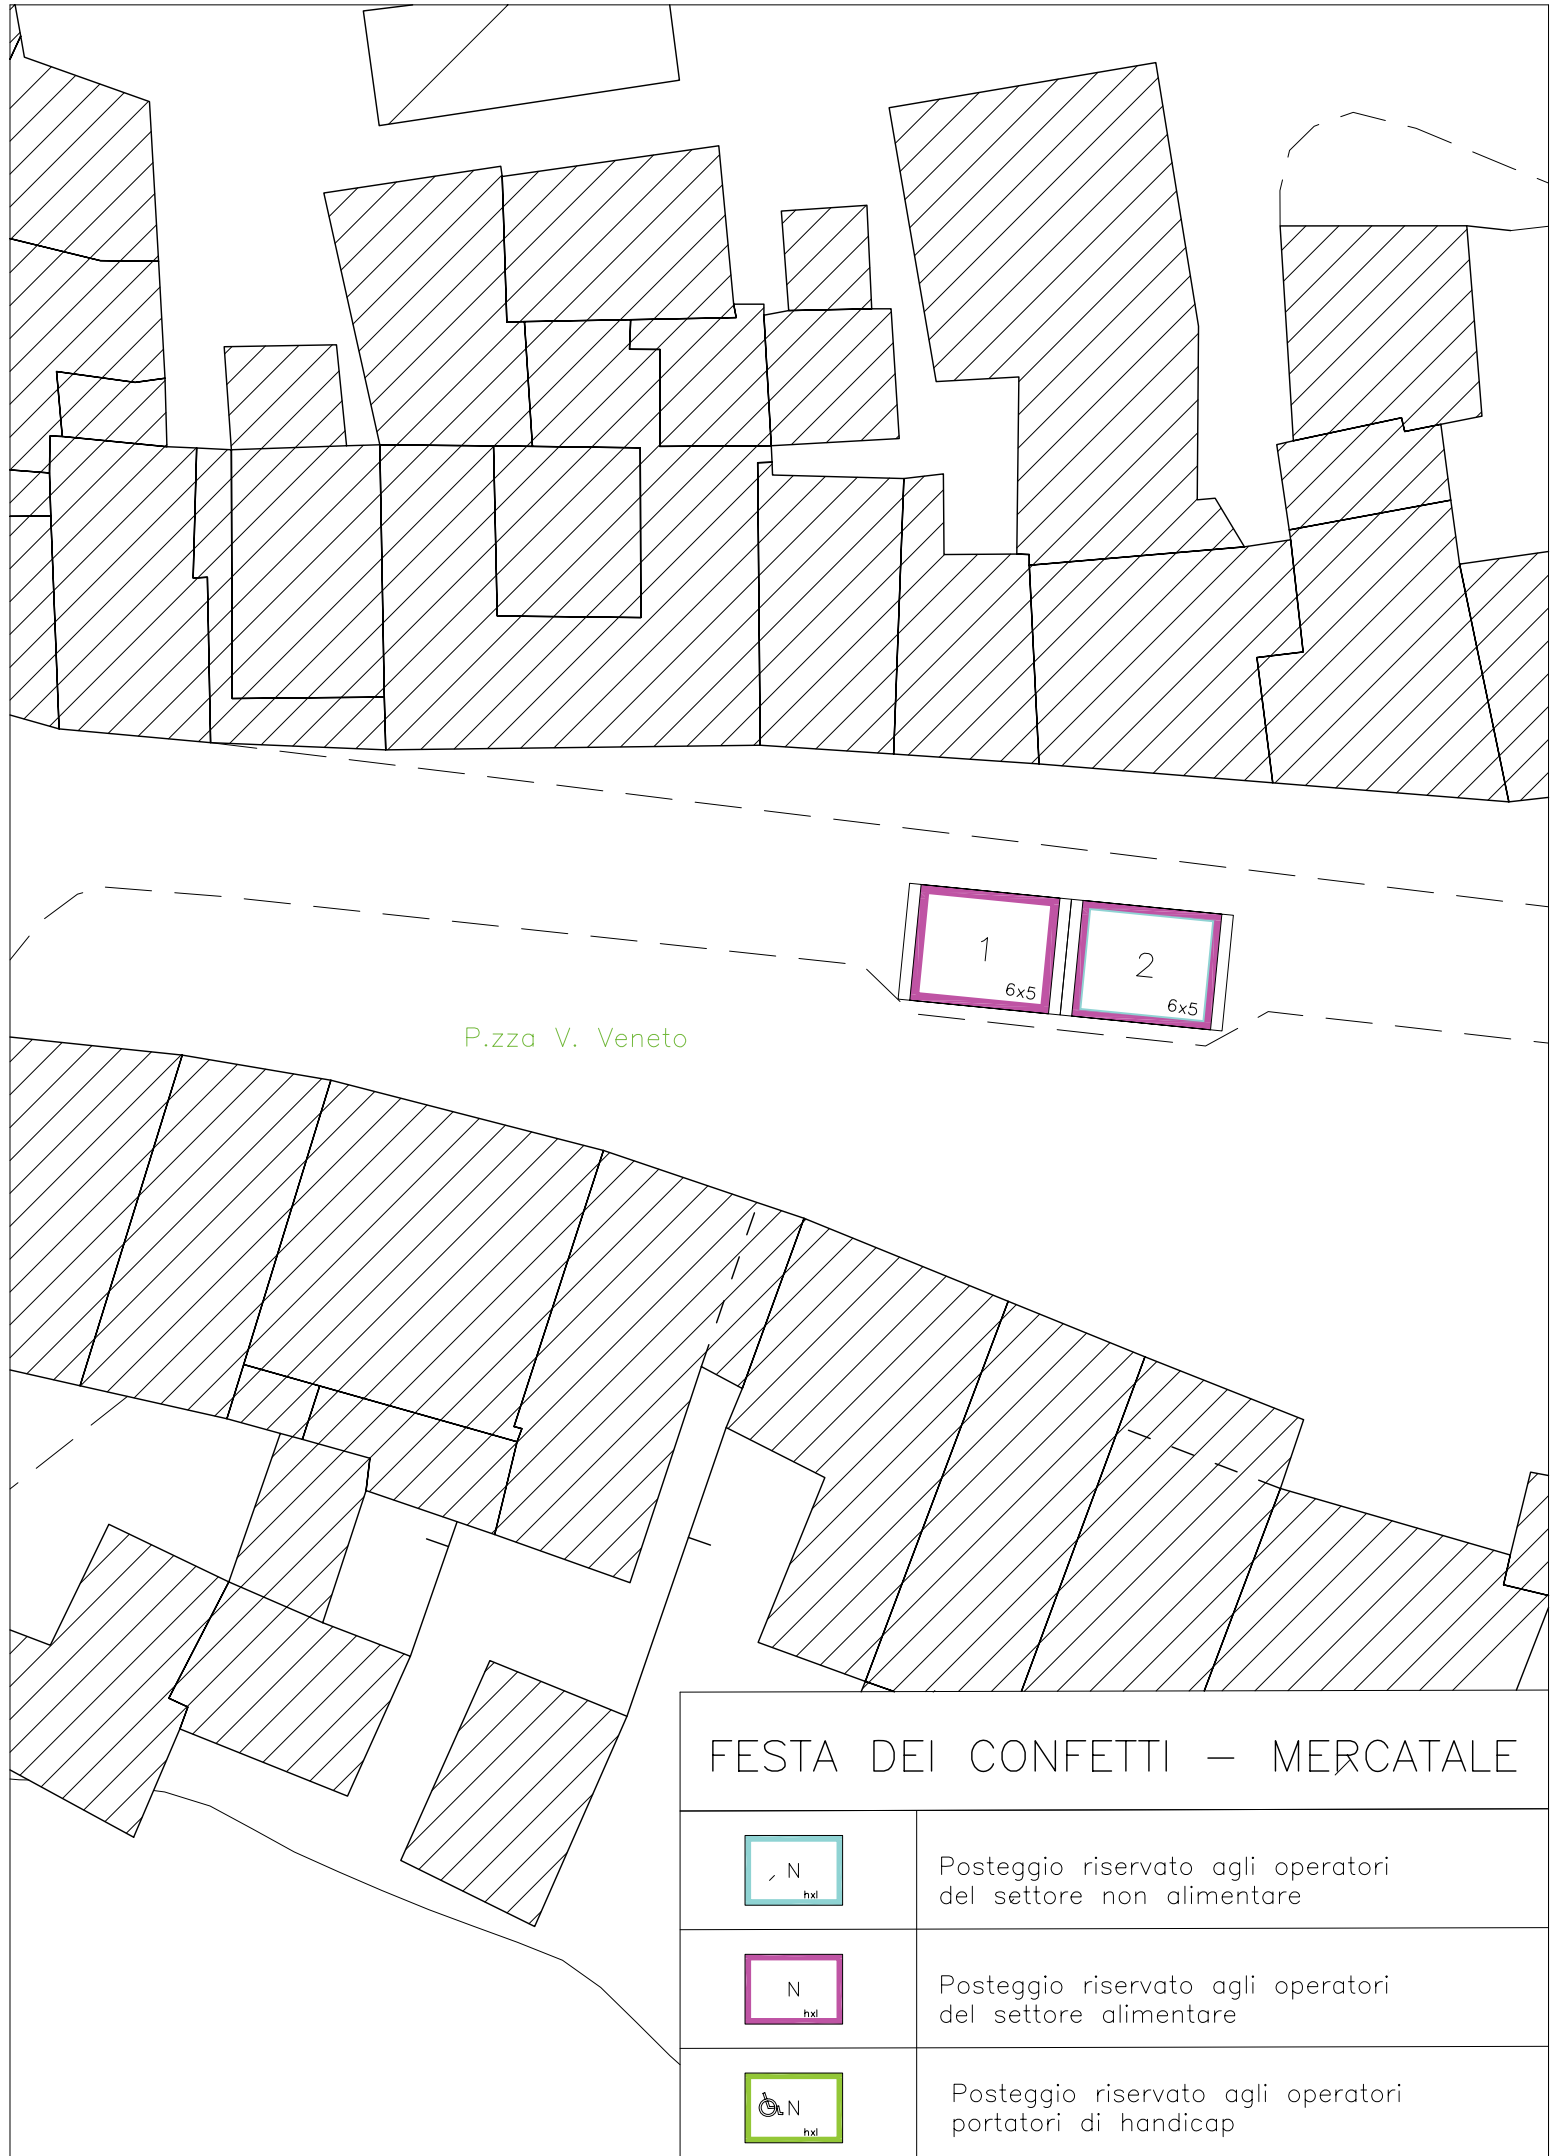 1
6x5
2
6x5
P.zza V. Veneto
FESTA DEI CONFETTI – MERCATALE
N
hxl
Posteggio riservato agli operatori
del settore non alimentare
N
hxl
Posteggio riservato agli operatori
del settore alimentare
N
hxl
Posteggio riservato agli operatori
portatori di handicap